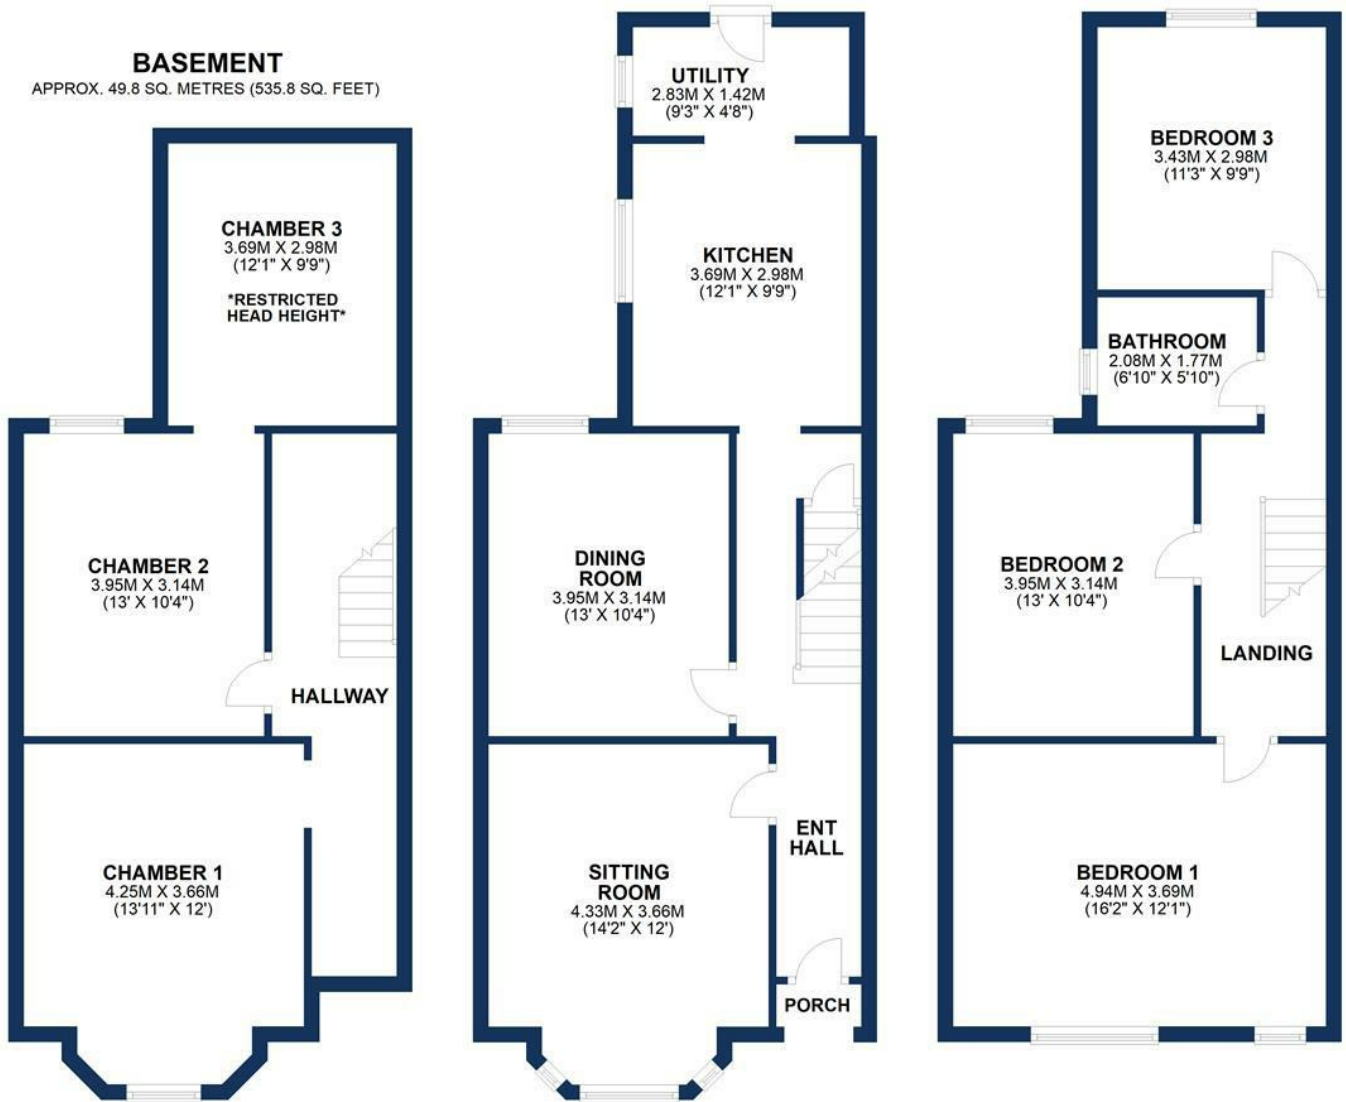 BASEMENT
APPROX. 49.8 SQ. METRES (535.8 SQ. FEET)
CHAMBER 3
3.69M X 2.98M
(12'1" X 9'9")
*RESTRICTED
HEAD HEIGHT*
CHAMBER 2
3.95M X 3.14M
(13' X 10'4")
HALLWAY
CHAMBER 1
4.25M X 3.66M
(13'11" X 12')
UTILITY
2.83M X 1.42M
(9'3" X 4'8")
KITCHEN
3.69M X 2.98M
(12'1" X 9'9")
DINING
ROOM
3.95M X 3.14M
(13' X 10'4")
ENT
HALL
SITTING
ROOM
4.33M X 3.66M
(14'2" X 12')
PORCH
BEDROOM 3
3.43M X 2.98M
(11'3" X 9'9")
BATHROOM
2.08M X 1.77M
(6'10" X 5'10")
BEDROOM 2
3.95M X 3.14M
(13' X 10'4")
LANDING
BEDROOM 1
4.94M X 3.69M
(16'2" X 12'1")